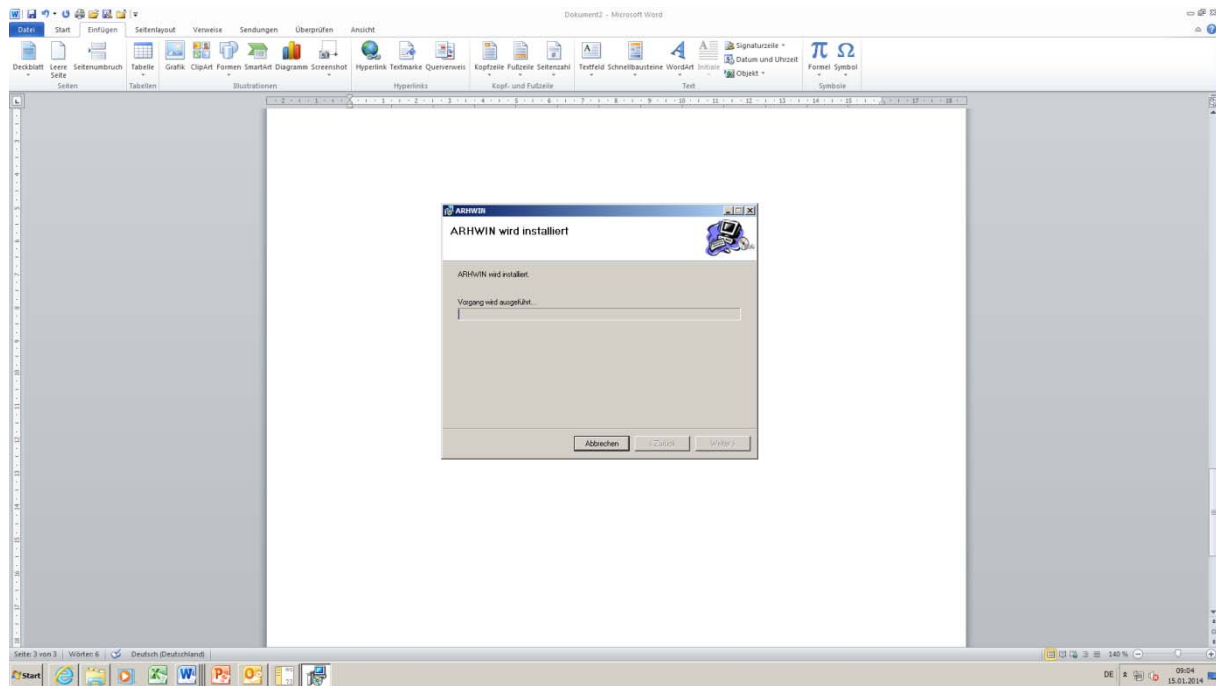 Dokument2 - Microsoft Word
Datei Start Einfügen Seitenlayout Verweise Sendungen Überprüfen Ansicht
Deckblatt Leere Seite Seitenumbruch Tabelle Grafik ClipArt Formen SmartArt Diagramm Screenshot Hyperlink Textmarke Querverweis Kopfzeile Fußzeile Seitenzahl Textfeld Schnellbausteine WordArt Initiale Signaturzeile Datum und Uhrzeit Objekt Formel Symbol
Seiten Tabellen Illustrationen Hyperlinks Kopf- und Fußzeile Text Symbole
ARHWIN
ARHWIN wird installiert
ARHWIN wird installiert.
Vorgang wird ausgeführt...
Abbrechen < Zurück Weiter >
Seite: 3 von 3 Wörter: 6 Deutsch (Deutschland) 140 %
Start DE 09:04
15.01.2014